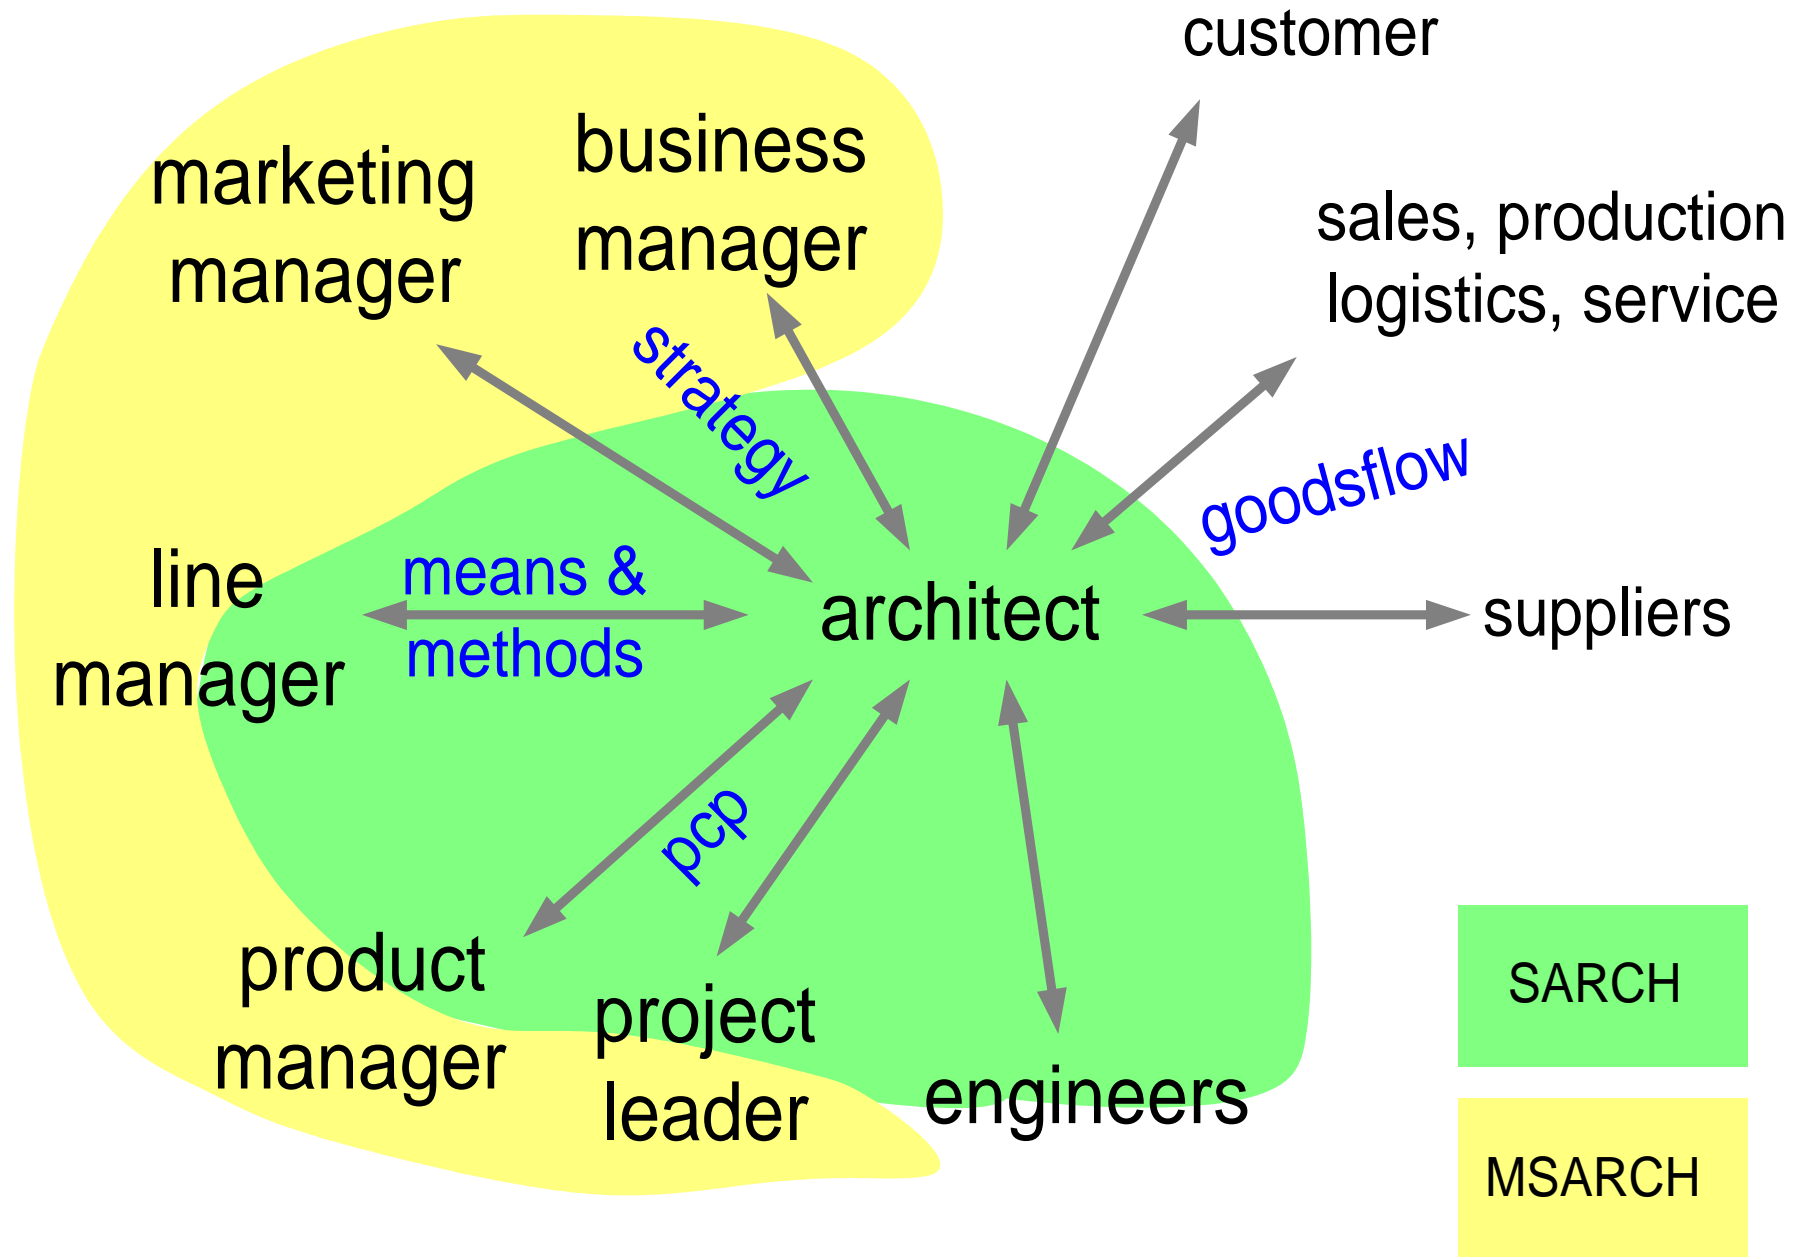 customer
business
manager
marketing
manager
sales, production
logistics, service
strategy
goodsflow
line
manager
means &
methods
architect
suppliers
pcp
product
manager
project
leader
engineers
SARCH
MSARCH